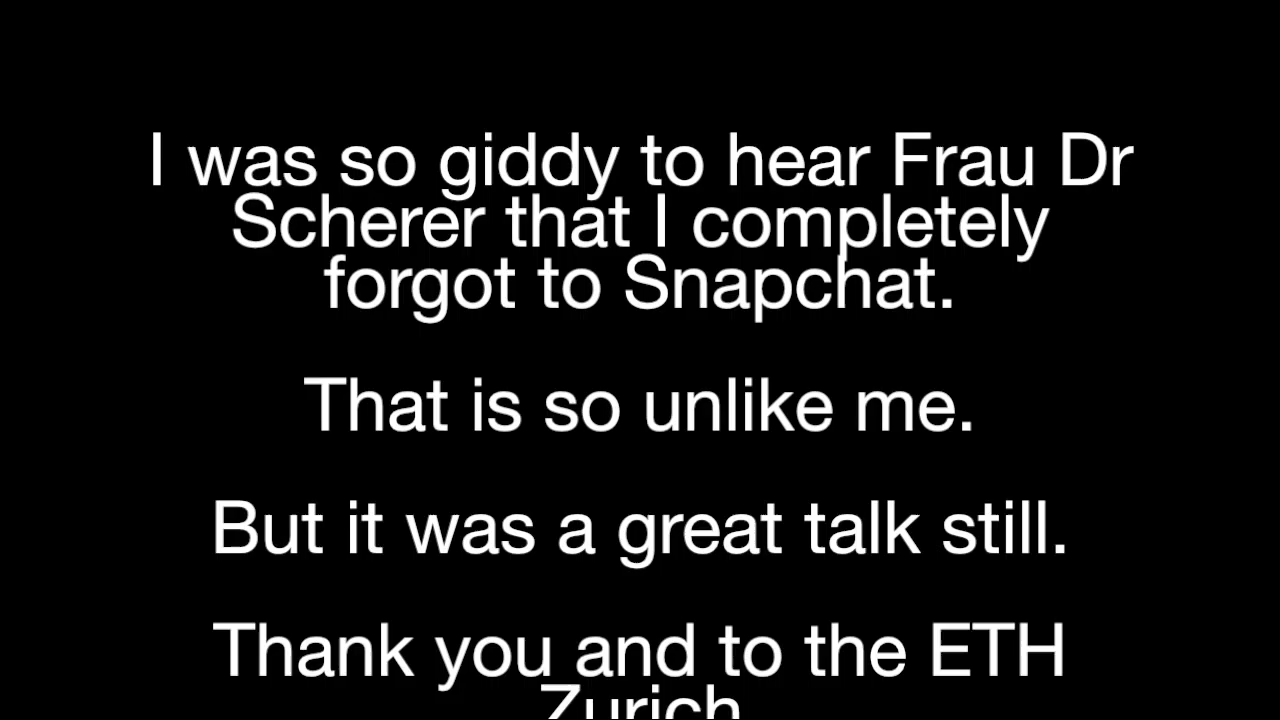 I was so giddy to hear Frau Dr
Scherer that I completely
forgot to Snapchat.
That is so unlike me.
But it was a great talk still.
Thank you and to the ETH
Zurich